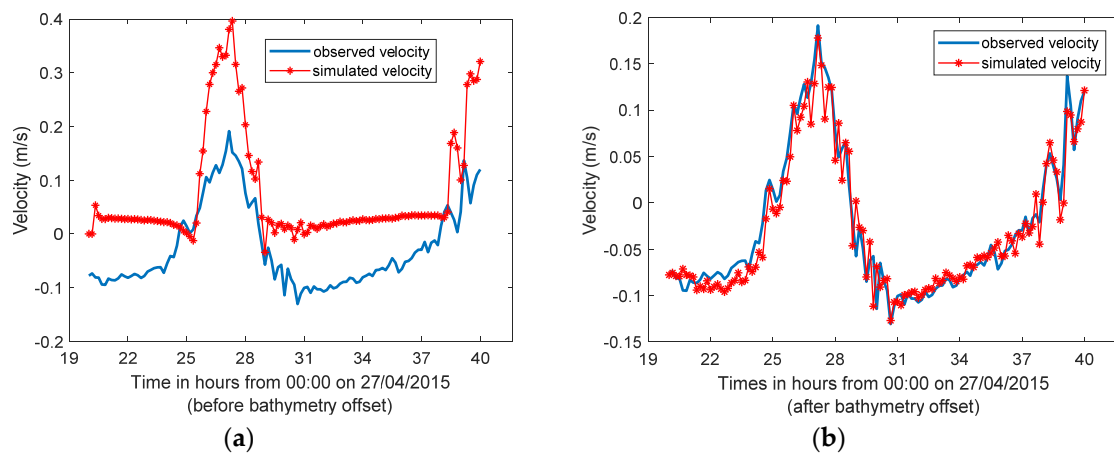 0.4
0.3
0.2
0.1
0
-0.1
-0.2
Velocity (m/s)
observed velocity
simulated velocity
19 22 25 28 31 34 37 40
Time in hours from 00:00 on 27/04/2015
(before bathymetry offset)
(a)
0.2
0.15
0.1
0.05
0
-0.05
-0.1
-0.15
Velocity (m/s)
observed velocity
simulated velocity
19 22 25 28 31 34 37 40
Times in hours from 00:00 on 27/04/2015
(after bathymetry offset)
(b)